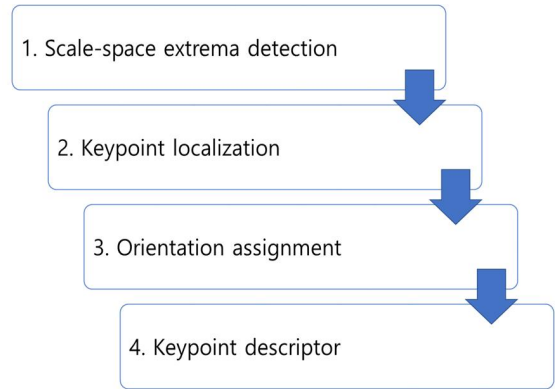 1. Scale-space extrema detection
2. Keypoint localization
3. Orientation assignment
4. Keypoint descriptor